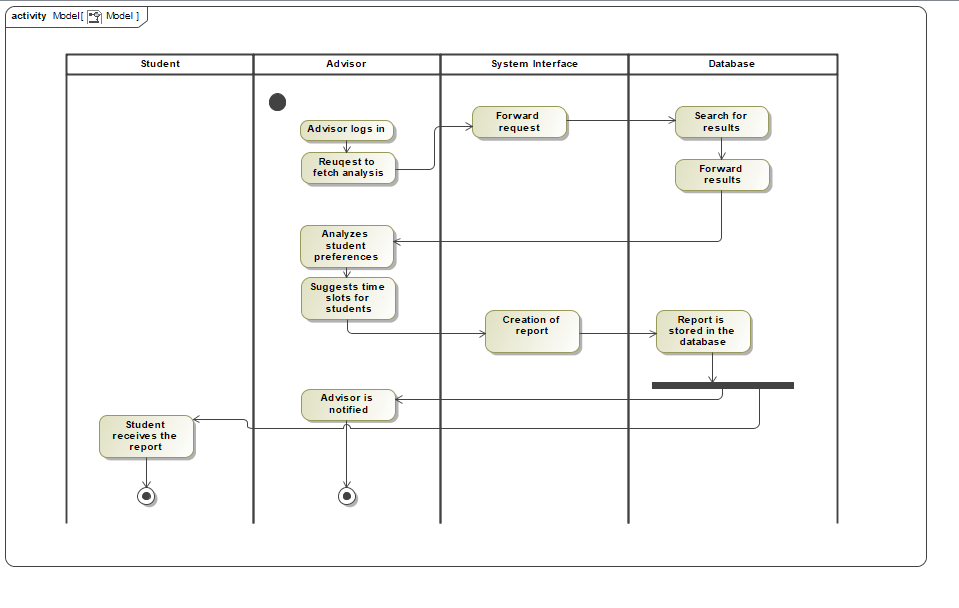 activity Model [ Model ]
Student
Advisor
System Interface
Database
Advisor logs in
Reuqest to
fetch analysis
Forward
request
Search for
results
Forward
results
Analyzes
student
preferences
Suggests time
slots for
students
Creation of
report
Report is
stored in the
database
Advisor is
notified
Student
receives the
report